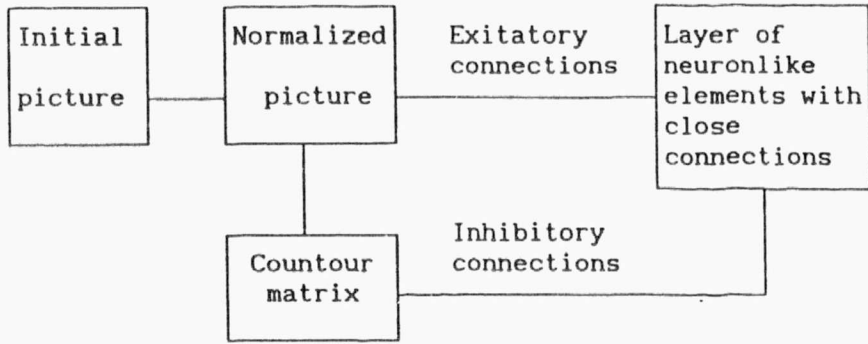 Initial
picture
Normalized
picture
Exitatory
connections
Layer of
neuronlike
elements with
close
connections
Countour
matrix
Inhibitory
connections